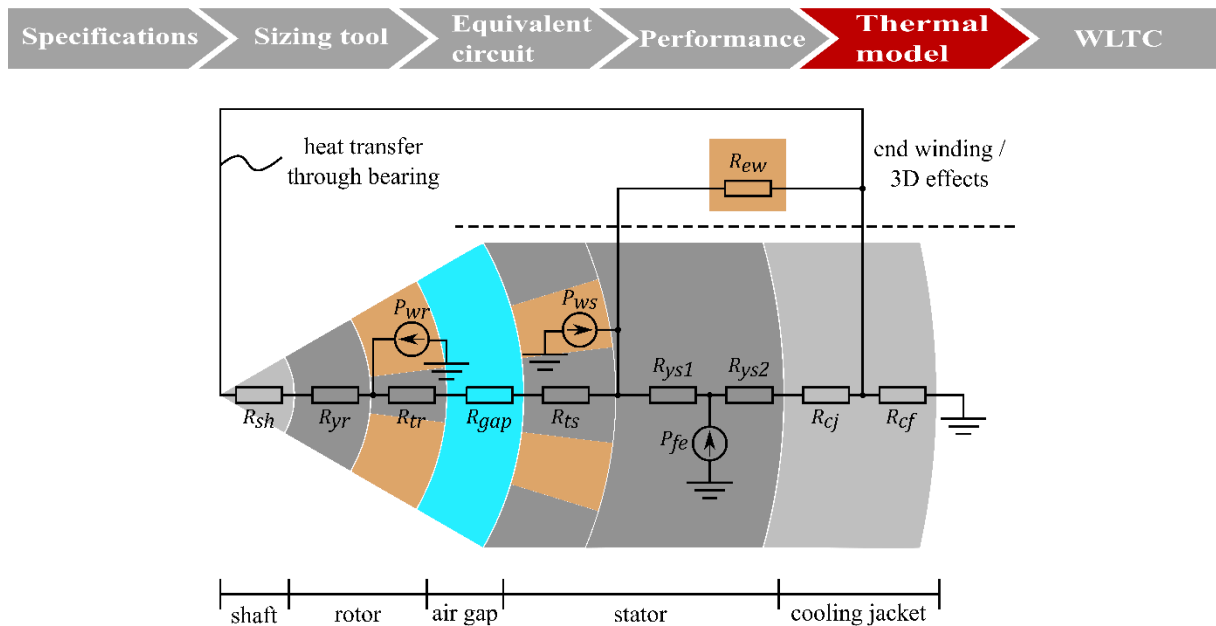 Specifications
Sizing tool
Equivalent
circuit
Performance
Thermal
model
WLTC
heat transfer
through bearing
R_ew
end winding /
3D effects
P_wr
P_ws
R_ys1
R_ys2
R_sh
R_yr
R_tr
R_gap
R_ts
P_fe
R_cj
R_cf
shaft
rotor
air gap
stator
cooling jacket